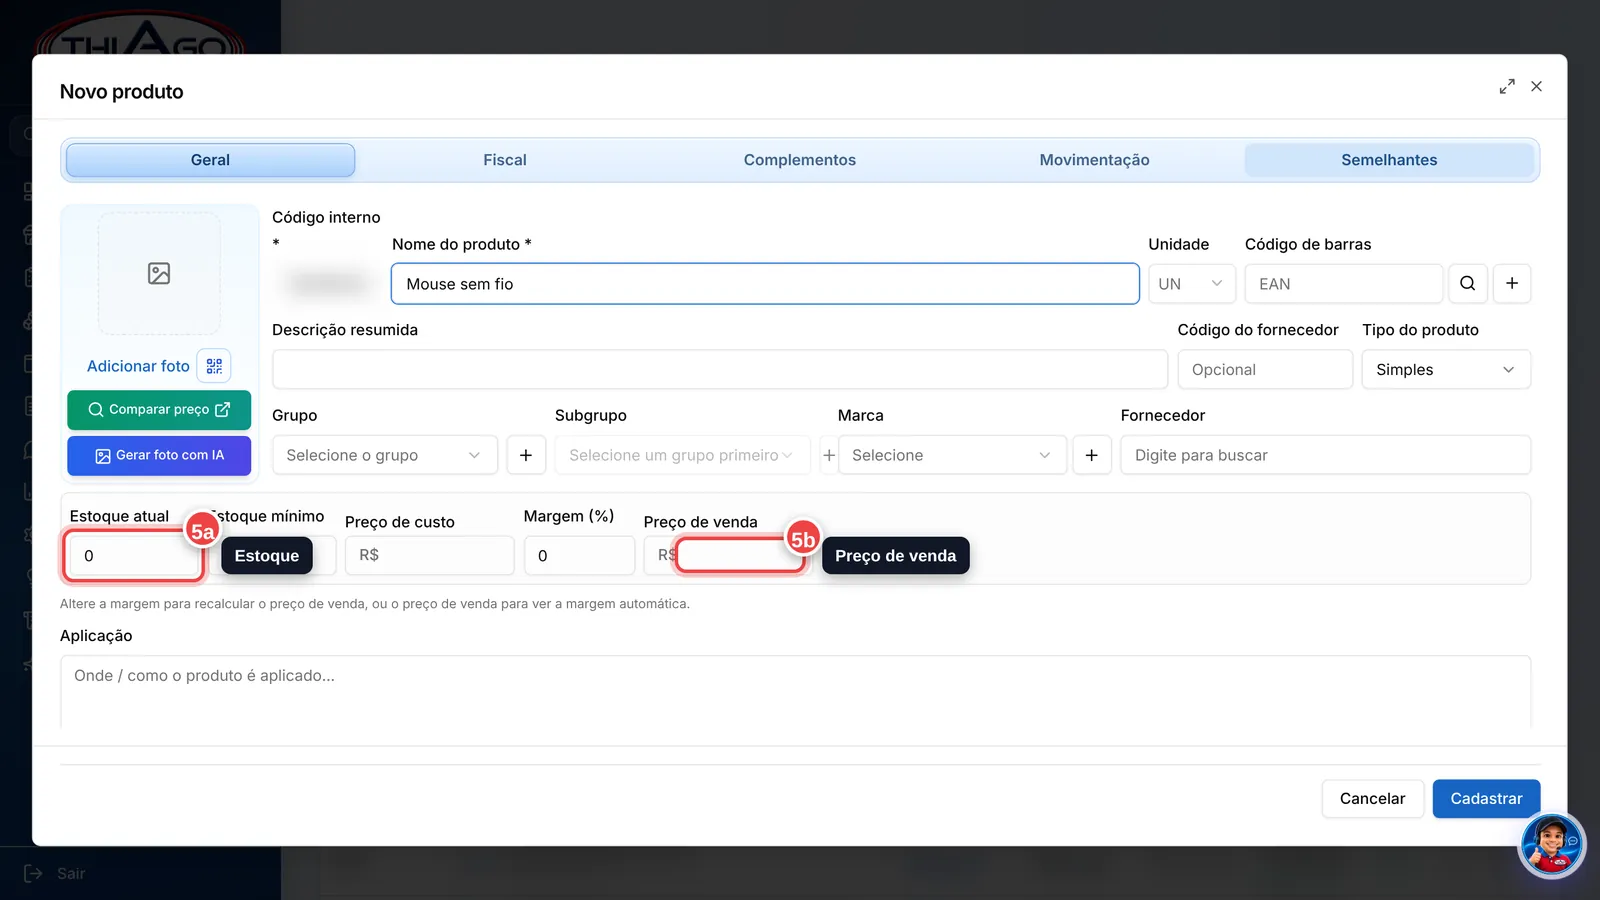 THIAGO
Novo produto
Geral
Fiscal
Complementos
Movimentação
Semelhantes
Código interno
*
Nome do produto *
Unidade
Código de barras
Mouse sem fio
UN
EAN
Descrição resumida
Código do fornecedor
Tipo do produto
Adicionar foto
Opcional
Simples
Comparar preço
Gerar foto com IA
Grupo
Subgrupo
Marca
Fornecedor
Selecione o grupo
+
Selecione um grupo primeiro
+
Selecione
+
Digite para buscar
Estoque atual
5a
stoque mínimo
Preço de custo
Margem (%)
Preço de venda
5b
0
Estoque
R$
0
R$
Preço de venda
Altere a margem para recalcular o preço de venda, ou o preço de venda para ver a margem automática.
Aplicação
Onde / como o produto é aplicado...
Cancelar
Cadastrar
Sair